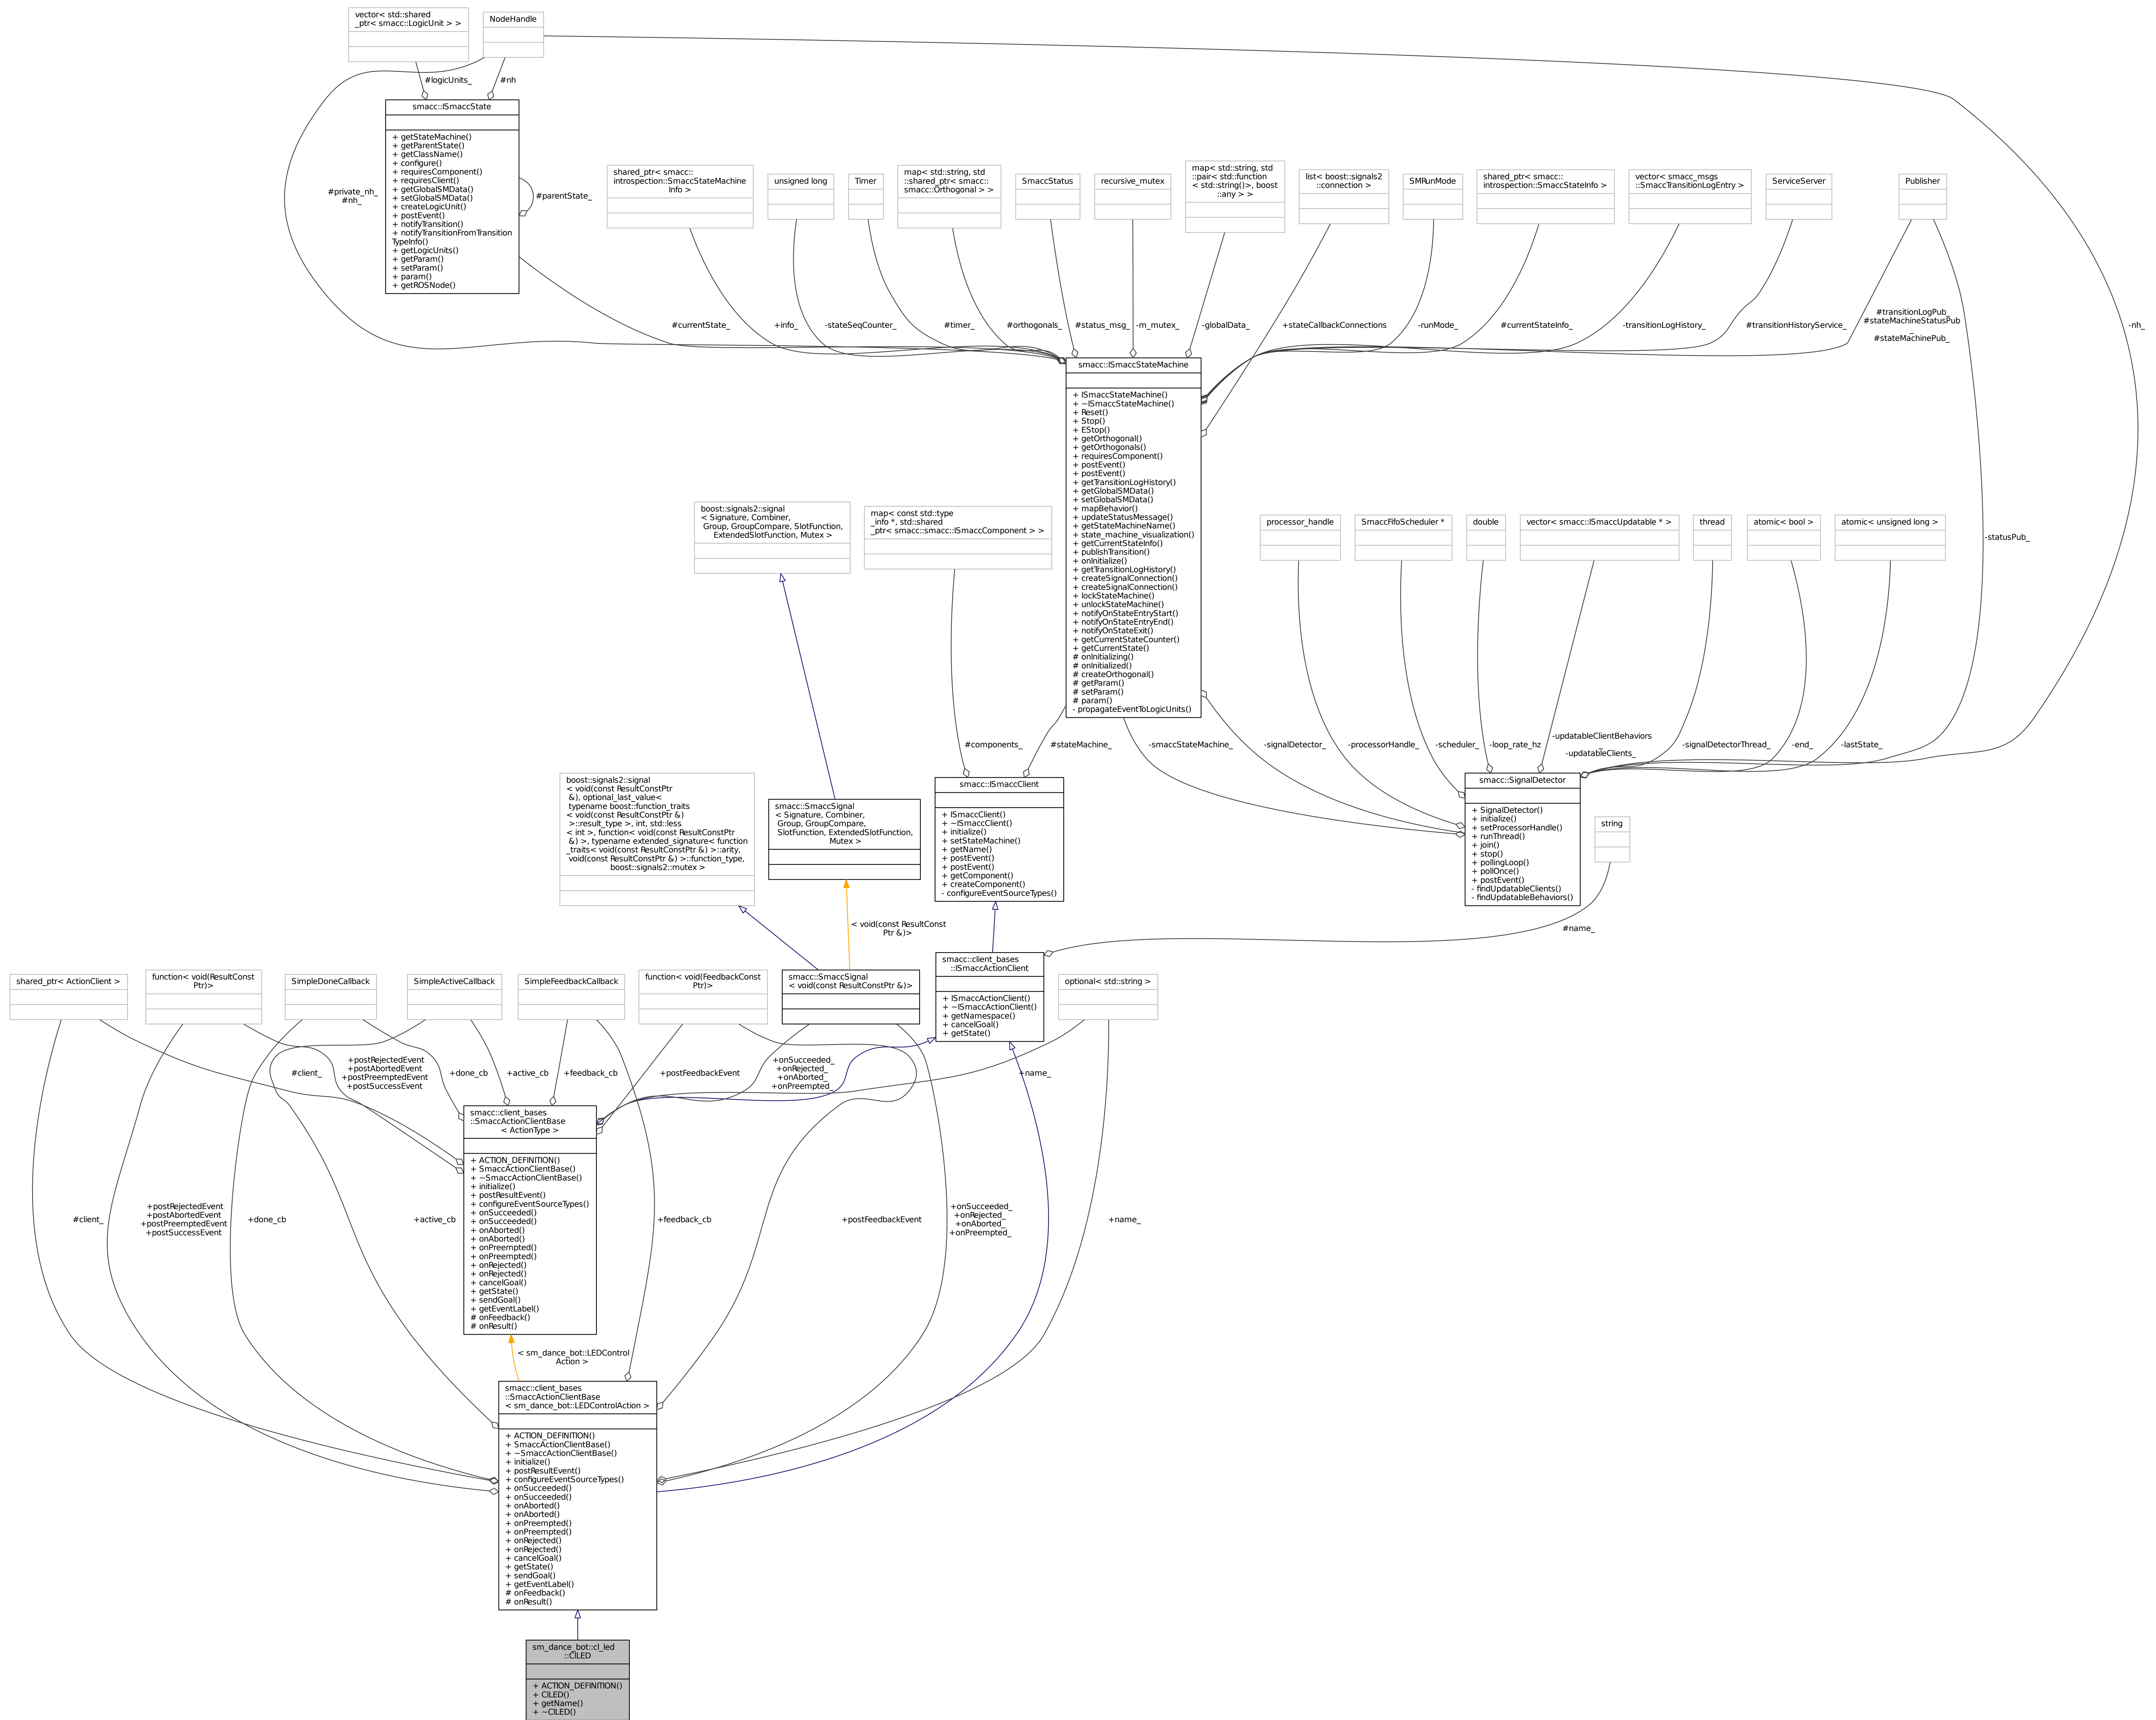 vector< std::shared
_ptr< smacc::LogicUnit > >
NodeHandle
#logicUnits_
#nh
smacc::ISmaccState
+ getStateMachine()
+ getParentState()
+ getClassName()
+ configure()
+ requiresComponent()
+ requiresClient()
+ getGlobalSMData()
+ setGlobalSMData()
+ createLogicUnit()
+ postEvent()
+ notifyTransition()
+ notifyTransitionFromTransition
TypeInfo()
+ getLogicUnits()
+ getParam()
+ setParam()
+ param()
+ getROSNode()
#private_nh_
#nh_
#parentState_
shared_ptr< smacc::
introspection::SmaccStateMachine
Info >
unsigned long
Timer
map< std::string, std
::shared_ptr< smacc::
smacc::Orthogonal > >
SmaccStatus
recursive_mutex
map< std::string, std
::pair< std::function
< std::string()>, boost
::any > >
list< boost::signals2
::connection >
SMRunMode
shared_ptr< smacc::
introspection::SmaccStateInfo >
vector< smacc_msgs
::SmaccTransitionLogEntry >
ServiceServer
Publisher
#currentState_
+info_
-stateSeqCounter_
#timer_
#orthogonals_
#status_msg_
-m_mutex_
-globalData_
+stateCallbackConnections
-runMode_
#currentStateInfo_
-transitionLogHistory_
#transitionHistoryService_
#transitionLogPub_
#stateMachineStatusPub
_
#stateMachinePub_
-nh_
smacc::ISmaccStateMachine
+ ISmaccStateMachine()
+ ~ISmaccStateMachine()
+ Reset()
+ Stop()
+ EStop()
+ getOrthogonal()
+ getOrthogonals()
+ requiresComponent()
+ postEvent()
+ postEvent()
+ getTransitionLogHistory()
+ getGlobalSMData()
+ setGlobalSMData()
+ mapBehavior()
+ updateStatusMessage()
+ getStateMachineName()
+ state_machine_visualization()
+ getCurrentStateInfo()
+ publishTransition()
+ onInitialize()
+ getTransitionLogHistory()
+ createSignalConnection()
+ createSignalConnection()
+ lockStateMachine()
+ unlockStateMachine()
+ notifyOnStateEntryStart()
+ notifyOnStateEntryEnd()
+ notifyOnStateExit()
+ getCurrentStateCounter()
+ getCurrentState()
# onInitializing()
# onInitialized()
# createOrthogonal()
# getParam()
# setParam()
# param()
- propagateEventToLogicUnits()
boost::signals2::signal
< Signature, Combiner,
Group, GroupCompare, SlotFunction,
ExtendedSlotFunction, Mutex >
map< const std::type
_info *, std::shared
_ptr< smacc::smacc::ISmaccComponent > >
processor_handle
SmaccFifoScheduler *
double
vector< smacc::ISmaccUpdatable * >
thread
atomic< bool >
atomic< unsigned long >
-statusPub_
#components_
#stateMachine_
-smaccStateMachine_
-signalDetector_
-processorHandle_
-scheduler_
-loop_rate_hz
-updatableClientBehaviors
_
-updatableClients_
-signalDetectorThread_
-end_
-lastState_
boost::signals2::signal
< void(const ResultConstPtr
&), optional_last_value<
typename boost::function_traits
< void(const ResultConstPtr &)
>::result_type >, int, std::less
< int >, function< void(const ResultConstPtr
&) >, typename extended_signature< function
_traits< void(const ResultConstPtr &) >::arity,
void(const ResultConstPtr &) >::function_type,
boost::signals2::mutex >
smacc::SmaccSignal
< Signature, Combiner,
Group, GroupCompare,
SlotFunction, ExtendedSlotFunction,
Mutex >
smacc::ISmaccClient
+ ISmaccClient()
+ ~ISmaccClient()
+ initialize()
+ setStateMachine()
+ getName()
+ postEvent()
+ postEvent()
+ getComponent()
+ createComponent()
- configureEventSourceTypes()
smacc::SignalDetector
+ SignalDetector()
+ initialize()
+ setProcessorHandle()
+ runThread()
+ join()
+ stop()
+ pollingLoop()
+ pollOnce()
+ postEvent()
- findUpdatableClients()
- findUpdatableBehaviors()
string
< void(const ResultConst
Ptr &)>
#name_
shared_ptr< ActionClient >
function< void(ResultConst
Ptr)>
SimpleDoneCallback
SimpleActiveCallback
SimpleFeedbackCallback
function< void(FeedbackConst
Ptr)>
smacc::SmaccSignal
< void(const ResultConstPtr &)>
smacc::client_bases
::ISmaccActionClient
+ ISmaccActionClient()
+ ~ISmaccActionClient()
+ getNamespace()
+ cancelGoal()
+ getState()
optional< std::string >
#client_
+postRejectedEvent
+postAbortedEvent
+postPreemptedEvent
+postSuccessEvent
+done_cb
+active_cb
+feedback_cb
+postFeedbackEvent
+onSucceeded_
+onRejected_
+onAborted_
+onPreempted_
+name_
smacc::client_bases
::SmaccActionClientBase
< ActionType >
+ ACTION_DEFINITION()
+ SmaccActionClientBase()
+ ~SmaccActionClientBase()
+ initialize()
+ postResultEvent()
+ configureEventSourceTypes()
+ onSucceeded()
+ onSucceeded()
+ onAborted()
+ onAborted()
+ onPreempted()
+ onPreempted()
+ onRejected()
+ onRejected()
+ cancelGoal()
+ getState()
+ sendGoal()
+ getEventLabel()
# onFeedback()
# onResult()
#client_
+postRejectedEvent
+postAbortedEvent
+postPreemptedEvent
+postSuccessEvent
+done_cb
+active_cb
+feedback_cb
+postFeedbackEvent
+onSucceeded_
+onRejected_
+onAborted_
+onPreempted_
+name_
< sm_dance_bot::LEDControl
Action >
smacc::client_bases
::SmaccActionClientBase
< sm_dance_bot::LEDControlAction >
+ ACTION_DEFINITION()
+ SmaccActionClientBase()
+ ~SmaccActionClientBase()
+ initialize()
+ postResultEvent()
+ configureEventSourceTypes()
+ onSucceeded()
+ onSucceeded()
+ onAborted()
+ onAborted()
+ onPreempted()
+ onPreempted()
+ onRejected()
+ onRejected()
+ cancelGoal()
+ getState()
+ sendGoal()
+ getEventLabel()
# onFeedback()
# onResult()
sm_dance_bot::cl_led
::ClLED
+ ACTION_DEFINITION()
+ ClLED()
+ getName()
+ ~ClLED()